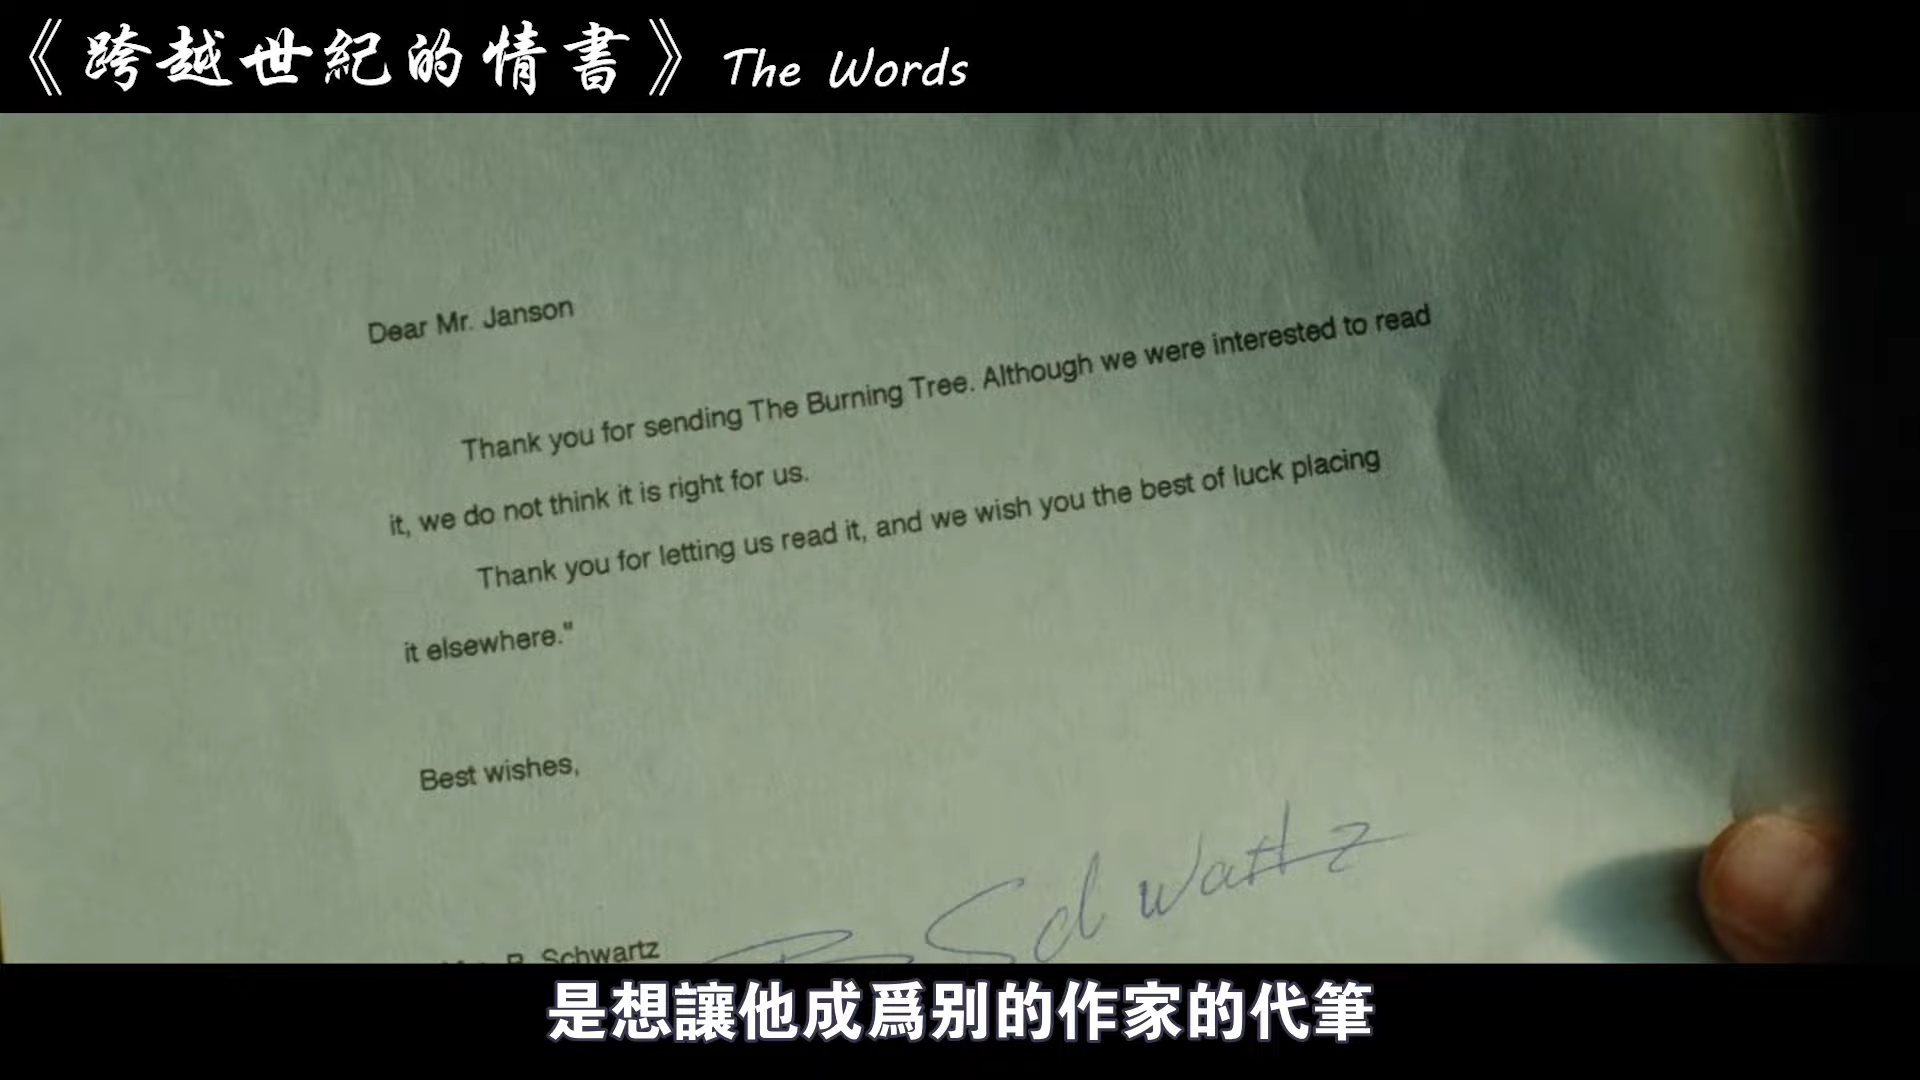 《跨越世紀的情書》 The Words
Dear Mr. Janson
Thank you for sending The Burning Tree. Although we were interested to read
it, we do not think it is right for us.
Thank you for letting us read it, and we wish you the best of luck placing
it elsewhere."
Best wishes,
B Schwartz
B. Schwartz
是想讓他成爲别的作家的代筆